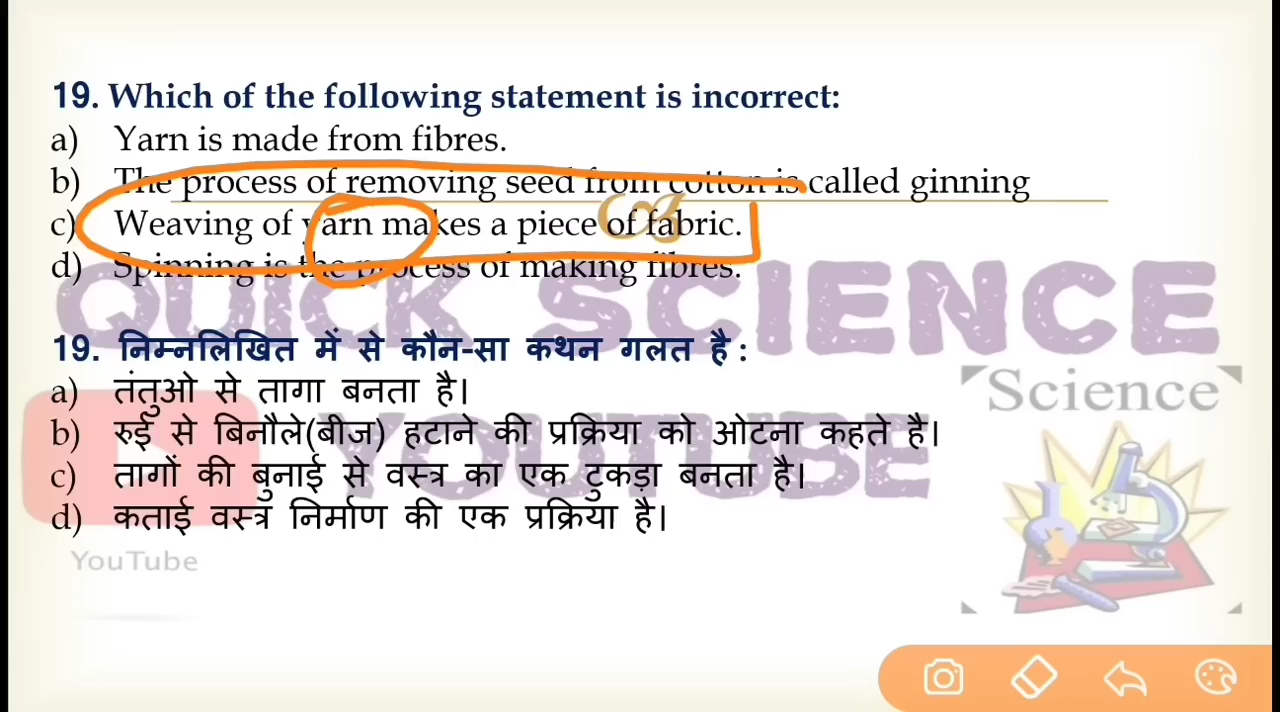 19. Which of the following statement is incorrect:
a) Yarn is made from fibres.
b) The process of removing seed from cotton is called ginning
c) Weaving of yarn makes a piece of fabric.
d) Spinning is the process of making fibres.
QUICK SCIENCE
19. निम्नलिखित में से कौन-सा कथन गलत है :
a) तंतुओ से तागा बनता है।
Science
b) रुई से बिनौले(बीज) हटाने की प्रक्रिया को ओटना कहते है।
YOUTUBE
c) तागों की बुनाई से वस्त्र का एक टुकड़ा बनता है।
d) कताई वस्त्र निर्माण की एक प्रक्रिया है।
YouTube